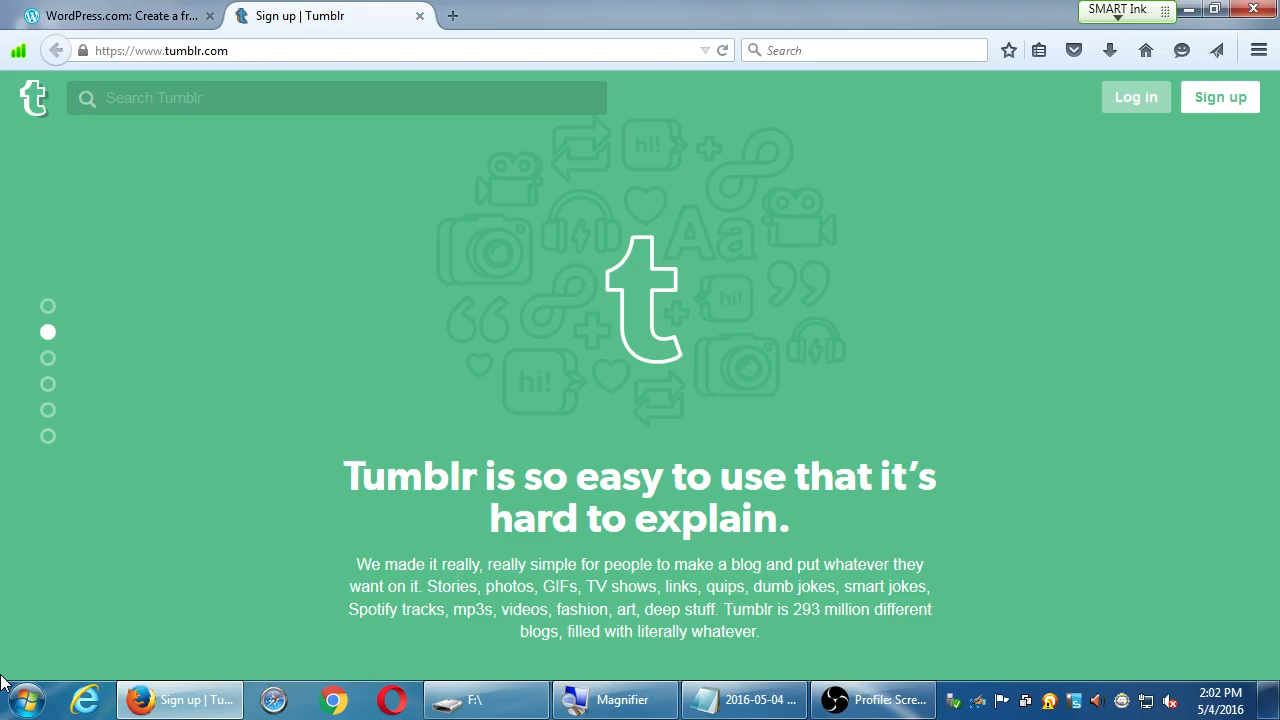 WordPress.com: Create a fr...
Sign up | Tumblr
SMART Ink
https://www.tumblr.com
Search
Search Tumblr
Log in
Sign up
hi!
Aa
hi!
hi!
t
Tumblr is so easy to use that it's
hard to explain.
We made it really, really simple for people to make a blog and put whatever they
want on it. Stories, photos, GIFs, TV shows, links, quips, dumb jokes, smart jokes,
Spotify tracks, mp3s, videos, fashion, art, deep stuff. Tumblr is 293 million different
blogs, filled with literally whatever.
Sign up | Tu...
F:\
Magnifier
2016-05-04 ...
Profile: Scre...
2:02 PM
5/4/2016